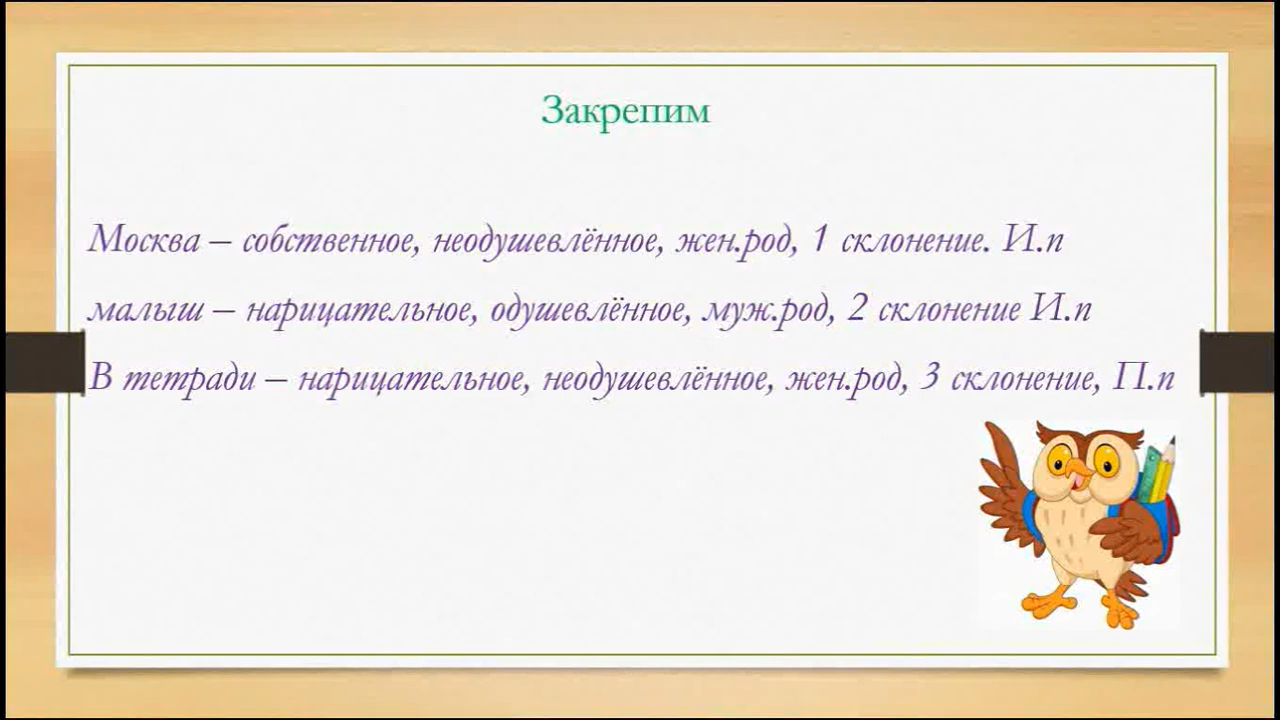 Закрепим
Москва – собственное, неодушевлённое, жен.род, 1 склонение. И.п
малыш – нарицательное, одушевлённое, муж.род, 2 склонение И.п
В тетради – нарицательное, неодушевлённое, жен.род, 3 склонение, П.п